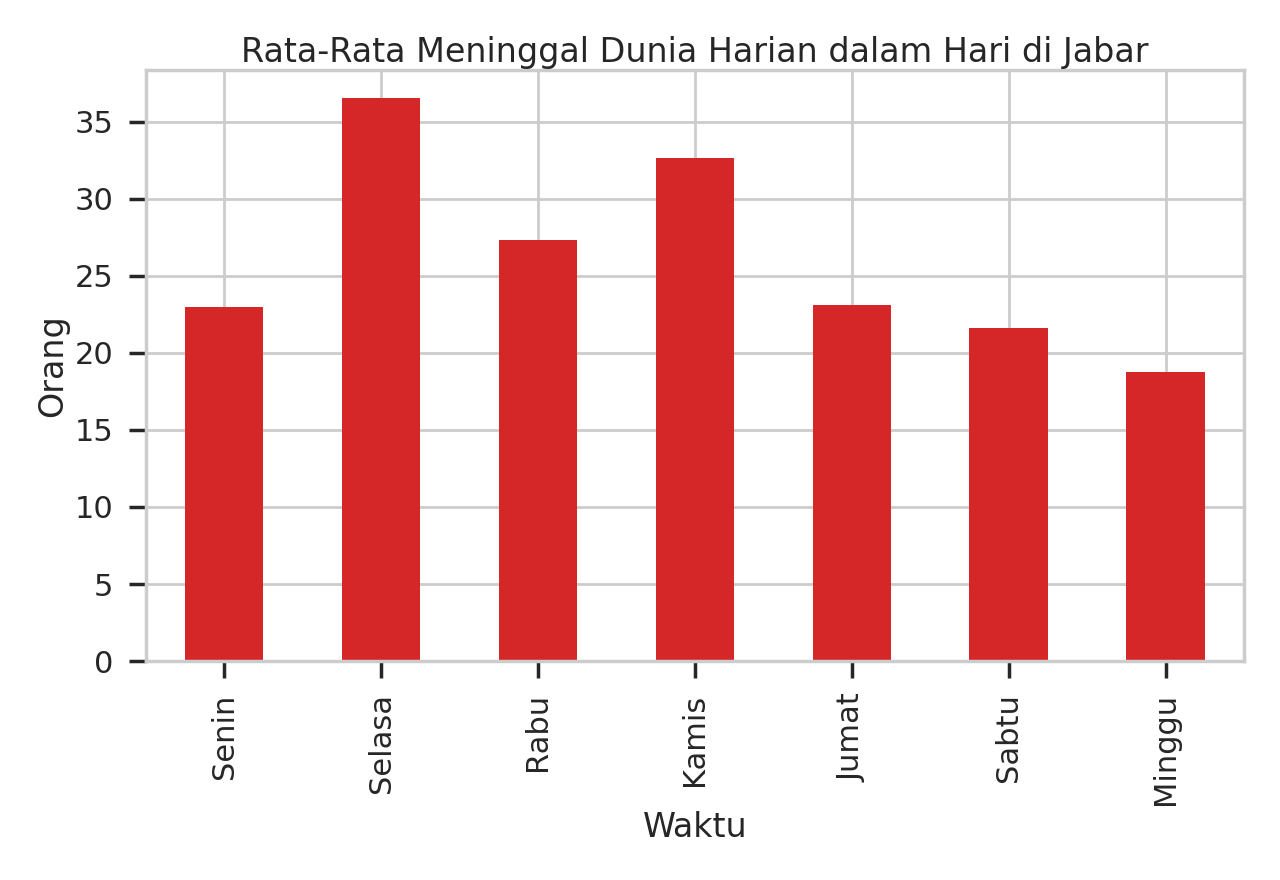 Rata-Rata Meninggal Dunia Harian dalam Hari di Jabar
Orang
35
30
25
20
15
10
5
0
Senin
Selasa
Rabu
Kamis
Jumat
Sabtu
Minggu
Waktu